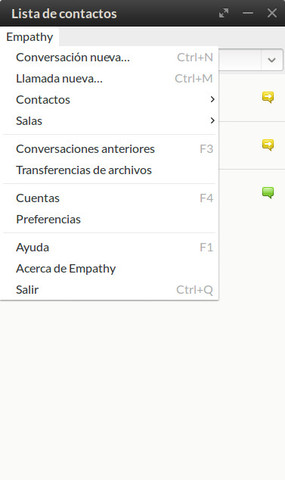 Lista de contactos
Empathy
Conversación nueva... Ctrl+N
Llamada nueva... Ctrl+M
Contactos
Salas
Conversaciones anteriores F3
Transferencias de archivos
Cuentas F4
Preferencias
Ayuda F1
Acerca de Empathy
Salir Ctrl+Q